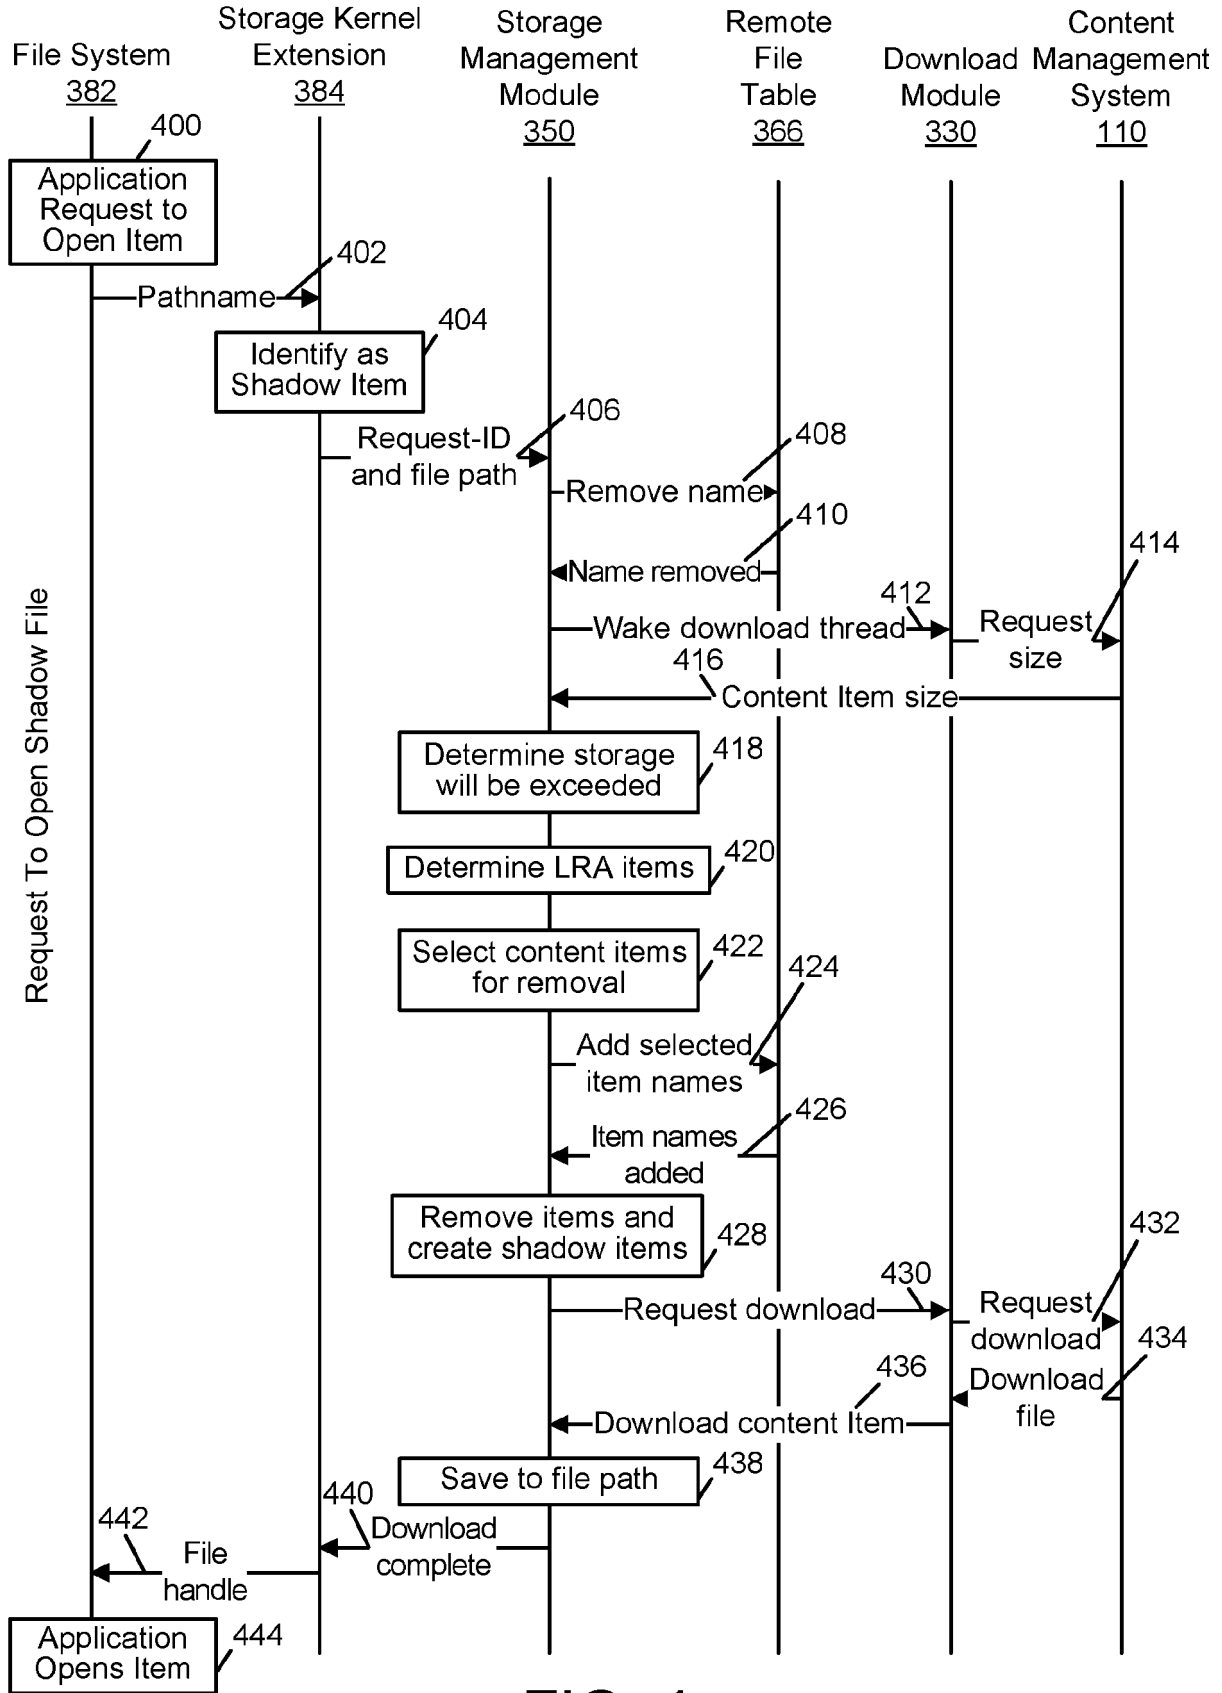 File System
382
Storage Kernel
Extension
384
Storage
Management
Module
350
Remote
File
Table
366
Download
Module
330
Content
Management
System
110
400
Application
Request to
Open Item
402
Pathname
404
Identify as
Shadow Item
406
Request-ID
and file path
408
Remove name
410
Name removed
412
Wake download thread
414
Request
size
416
Content Item size
Determine storage
will be exceeded
418
Determine LRA items
420
Select content items
for removal
422
424
Add selected
item names
426
Item names
added
Remove items and
create shadow items
428
430
Request download
432
Request
download
434
Download
file
436
Download content Item
Save to file path
438
440
Download
complete
442
File
handle
Application
Opens Item
444
Request To Open Shadow File